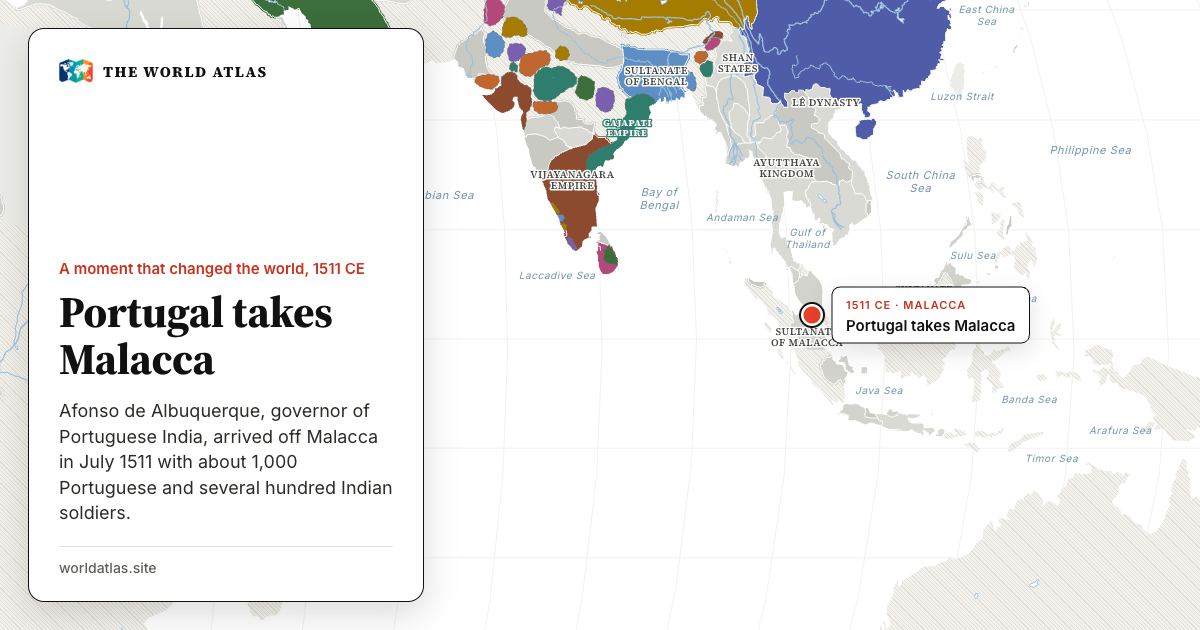 THE WORLD ATLAS
A moment that changed the world, 1511 CE
Portugal takes
Malacca
Afonso de Albuquerque, governor of
Portuguese India, arrived off Malacca
in July 1511 with about 1,000
Portuguese and several hundred Indian
soldiers.
worldatlas.site
East China
Sea
SHAN
STATES
SULTANATE
OF BENGAL
Luzon Strait
LÊ DYNASTY
GAJAPATI
EMPIRE
Philippine Sea
AYUTTHAYA
KINGDOM
VIJAYANAGARA
EMPIRE
South China
Sea
bian Sea
Bay of
Bengal
Andaman Sea
Gulf of
Thailand
Sulu Sea
Laccadive Sea
1511 CE · MALACCA
Portugal takes Malacca
SULTANAT
OF MALACCA
Java Sea
Banda Sea
Arafura Sea
Timor Sea